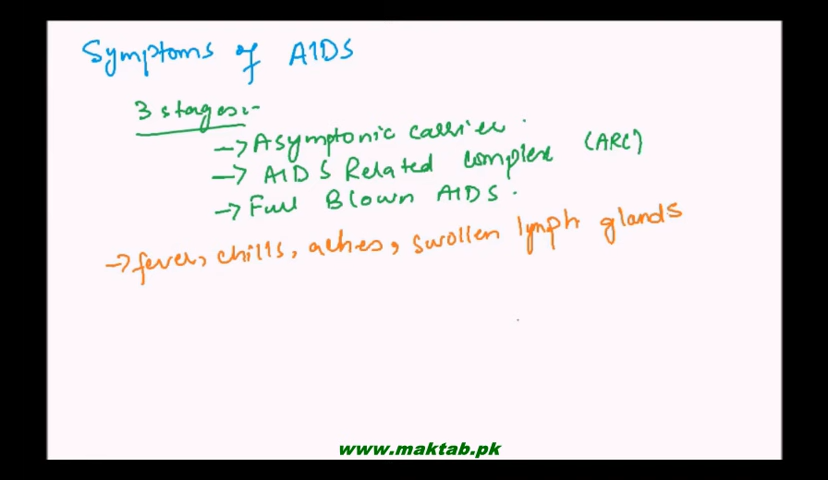 Symptoms of AIDS
3 stages:-
→ Asymptonic carrier.
→ AIDS Related Complex (ARC)
→ Full Blown AIDS.
→ fever, chills, aches, swollen lymph glands
www.maktab.pk